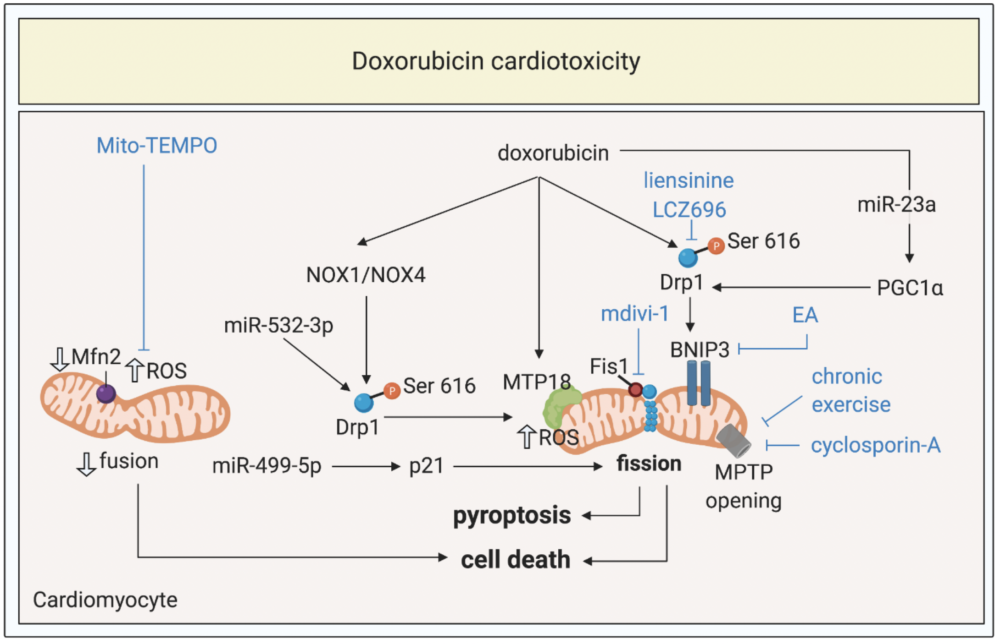 Doxorubicin cardiotoxicity
Mito-TEMPO
doxorubicin
liensinine
LCZ696
miR-23a
P
Ser 616
NOX1/NOX4
Drp1
PGC1α
mdivi-1
EA
miR-532-3p
BNIP3
Mfn2
ROS
Fis1
chronic
exercise
MTP18
P
Ser 616
Drp1
ROS
cyclosporin-A
fusion
miR-499-5p
p21
fission
MPTP
opening
pyroptosis
cell death
Cardiomyocyte